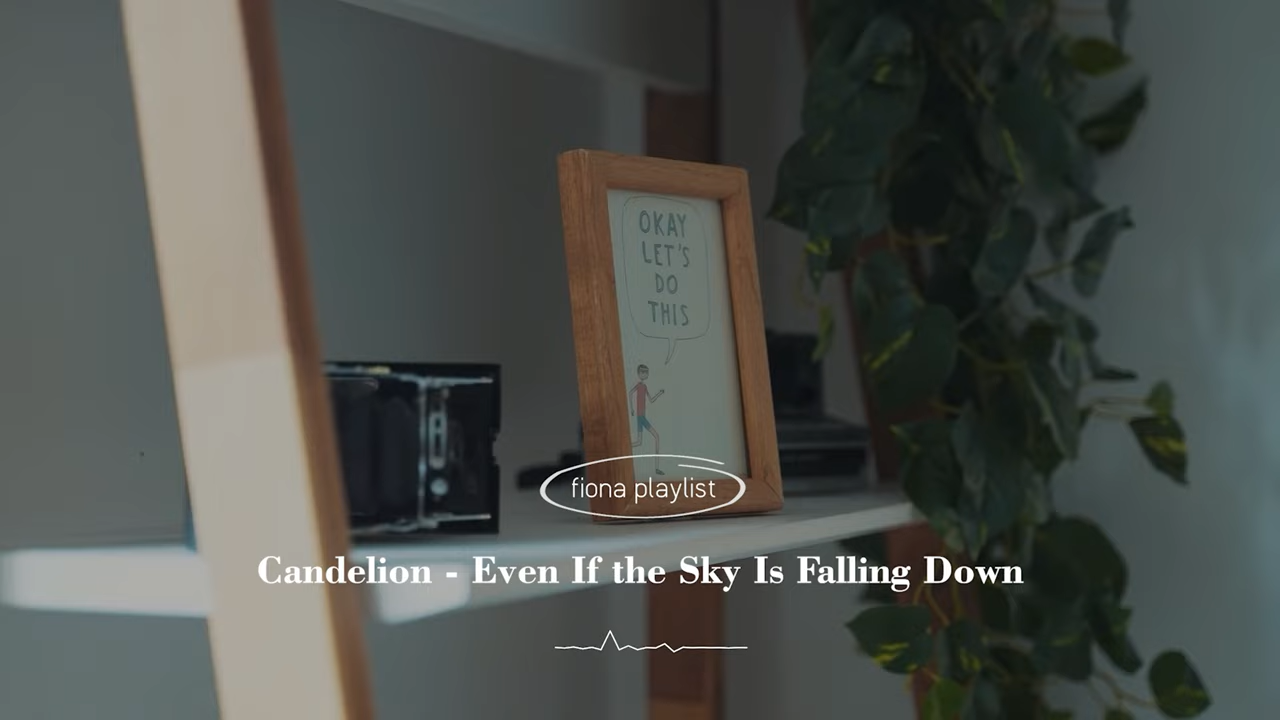 OKAY
LET'S
DO
THIS
fiona playlist
Candelion - Even If the Sky Is Falling Down